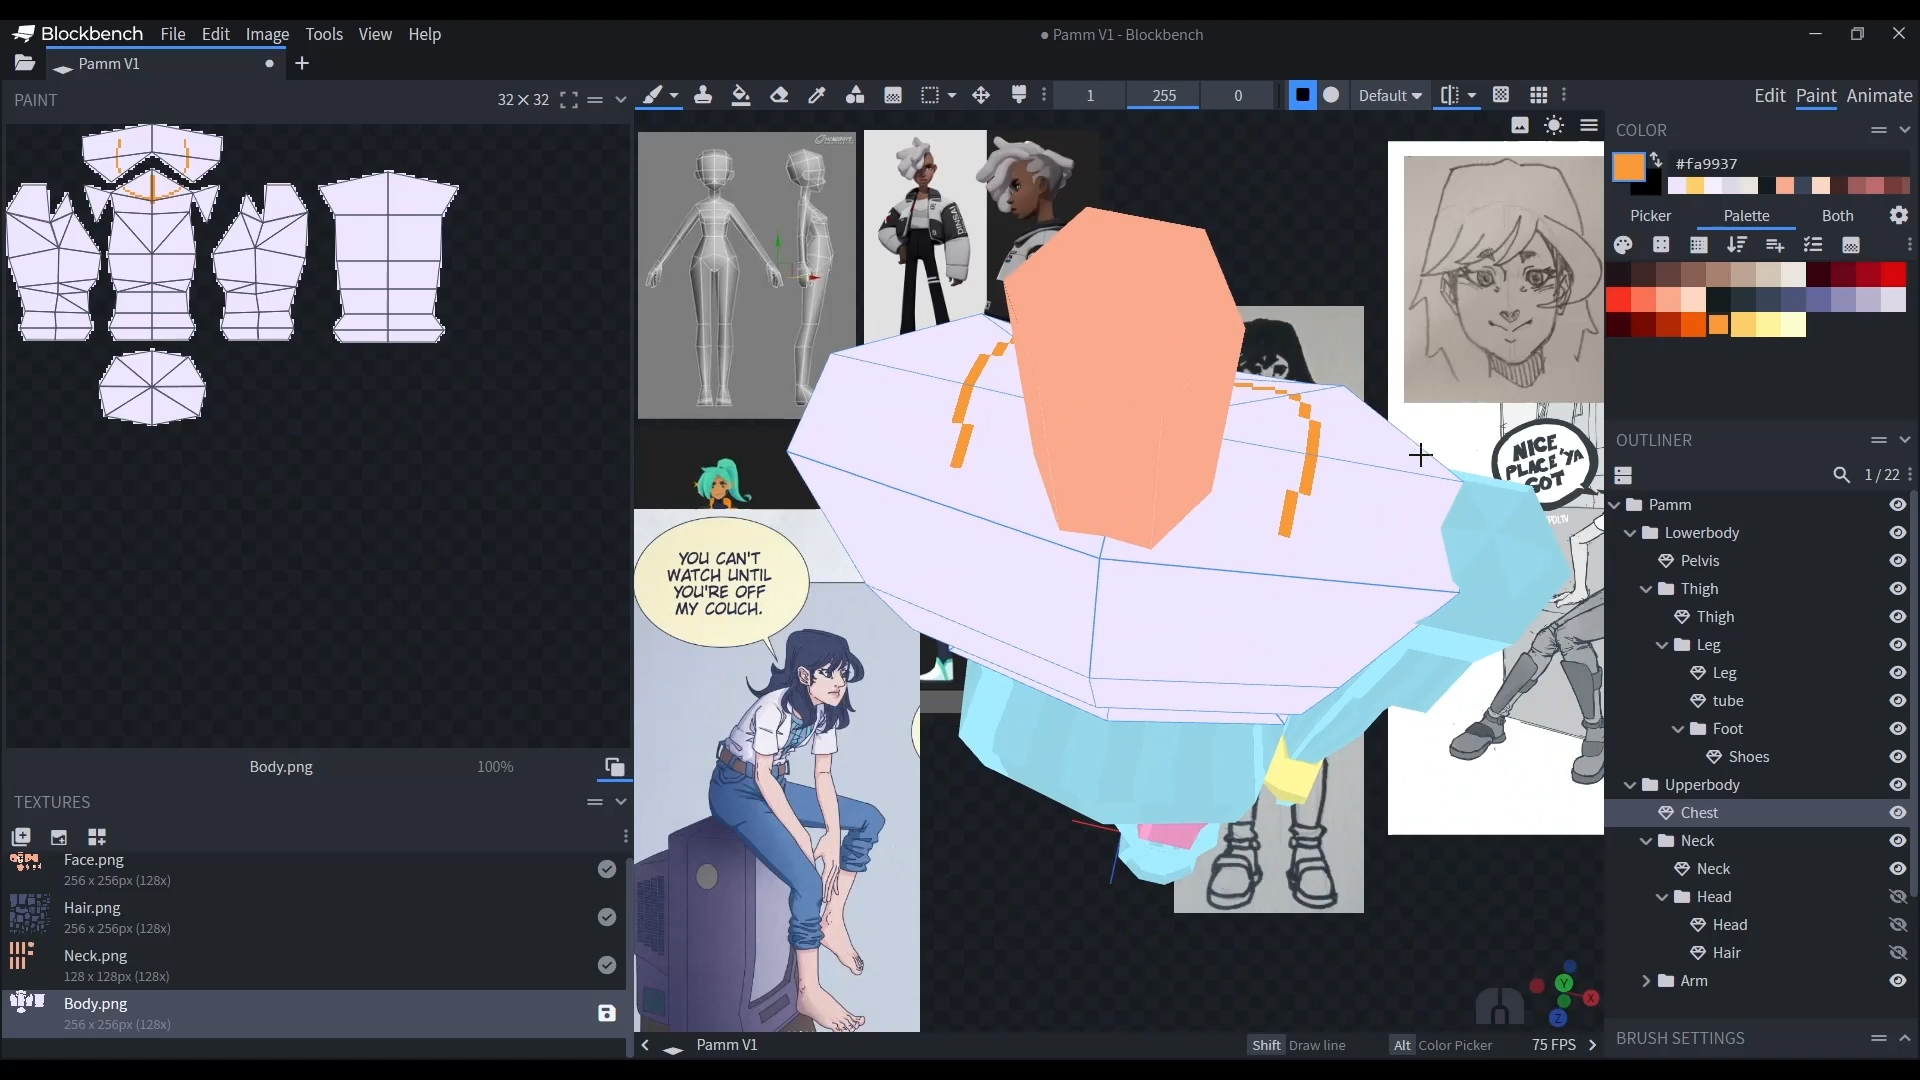 Blockbench File Edit Image Tools View Help
Pamm V1 - Blockbench
Pamm V1
PAINT
32 × 32
1
255
0
Default
Edit Paint Animate
COLOR
#fa9937
Picker
Palette
Both
OUTLINER
1 / 22
Pamm
Lowerbody
Pelvis
Thigh
Thigh
Leg
Leg
tube
Foot
Shoes
Upperbody
Chest
Neck
Neck
Head
Head
Hair
Arm
BRUSH SETTINGS
DINSAI
NICE
PLACE 'YA
GOT
YOU CAN'T
WATCH UNTIL
YOU'RE OFF
MY COUCH.
Y
X
Z
Body.png
100%
TEXTURES
Face.png
256 x 256px (128x)
Hair.png
256 x 256px (128x)
Neck.png
128 x 128px (128x)
Body.png
256 x 256px (128x)
Pamm V1
Shift Draw line
Alt Color Picker
75 FPS